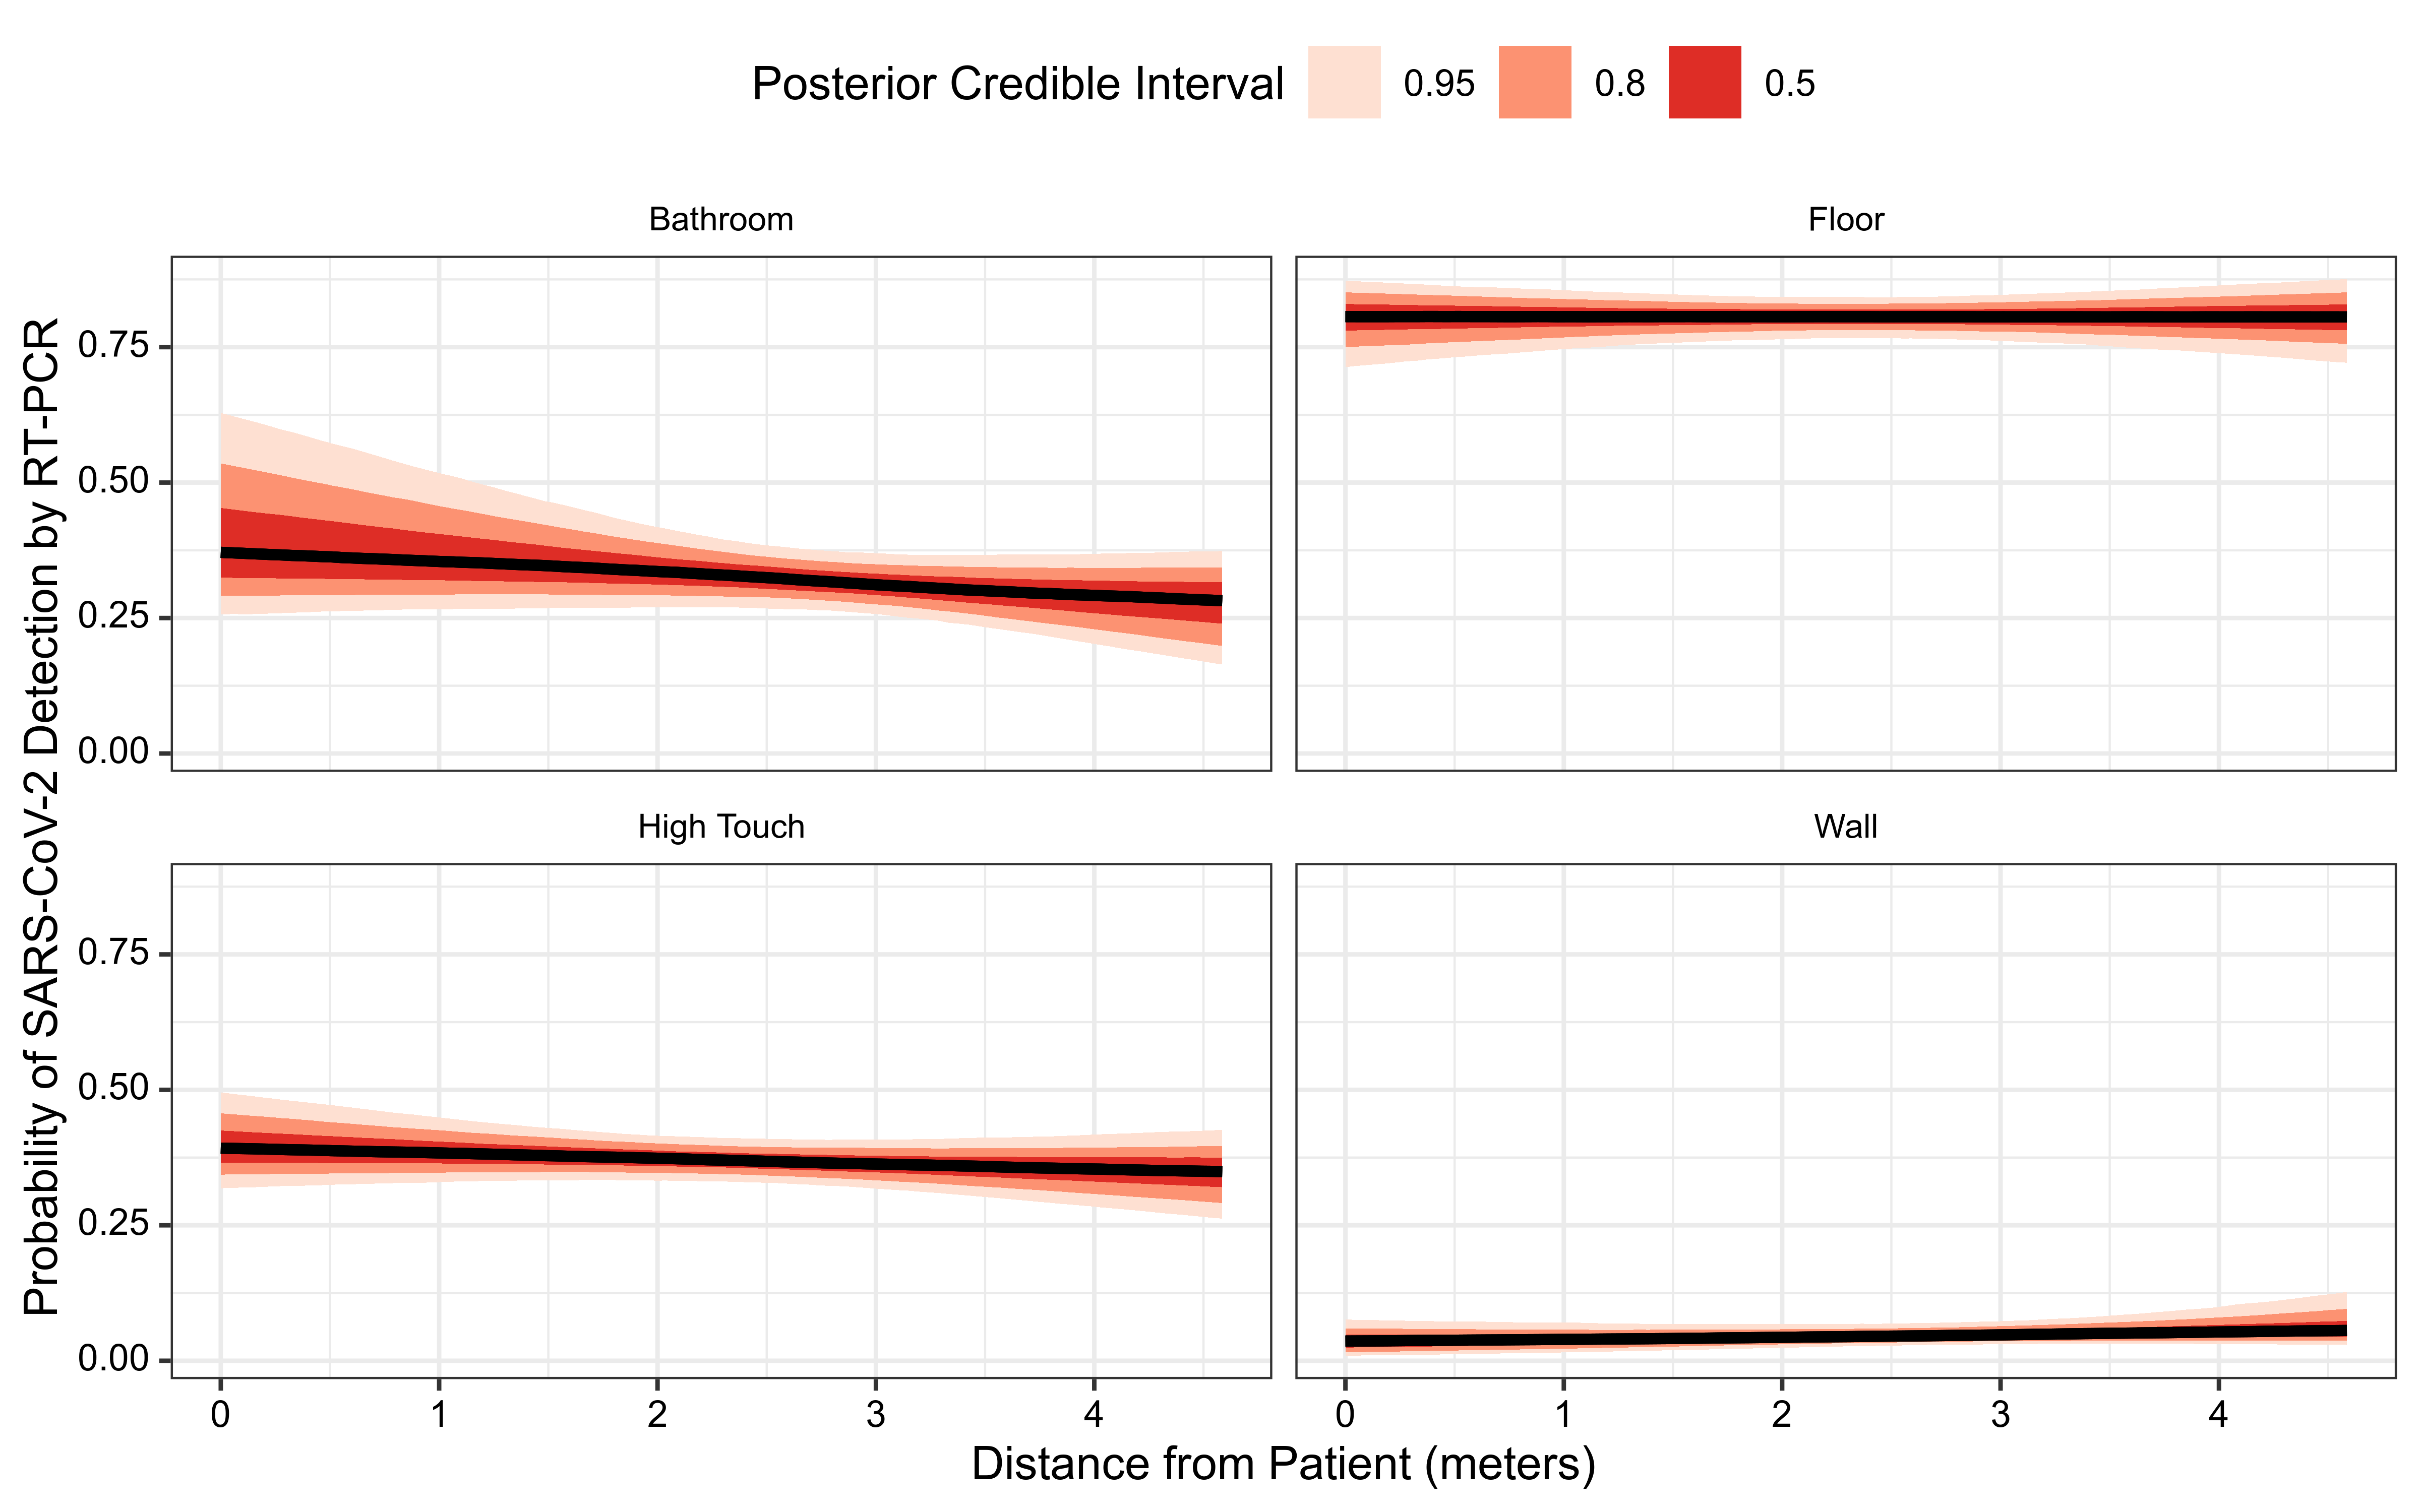 Posterior Credible Interval 0.95 0.8 0.5
Bathroom Floor
Probability of SARS-CoV-2 Detection by RT-PCR
0.75
0.50
0.25
0.00
High Touch Wall
0.75
0.50
0.25
0.00
0 1 2 3 4 0 1 2 3 4
Distance from Patient (meters)